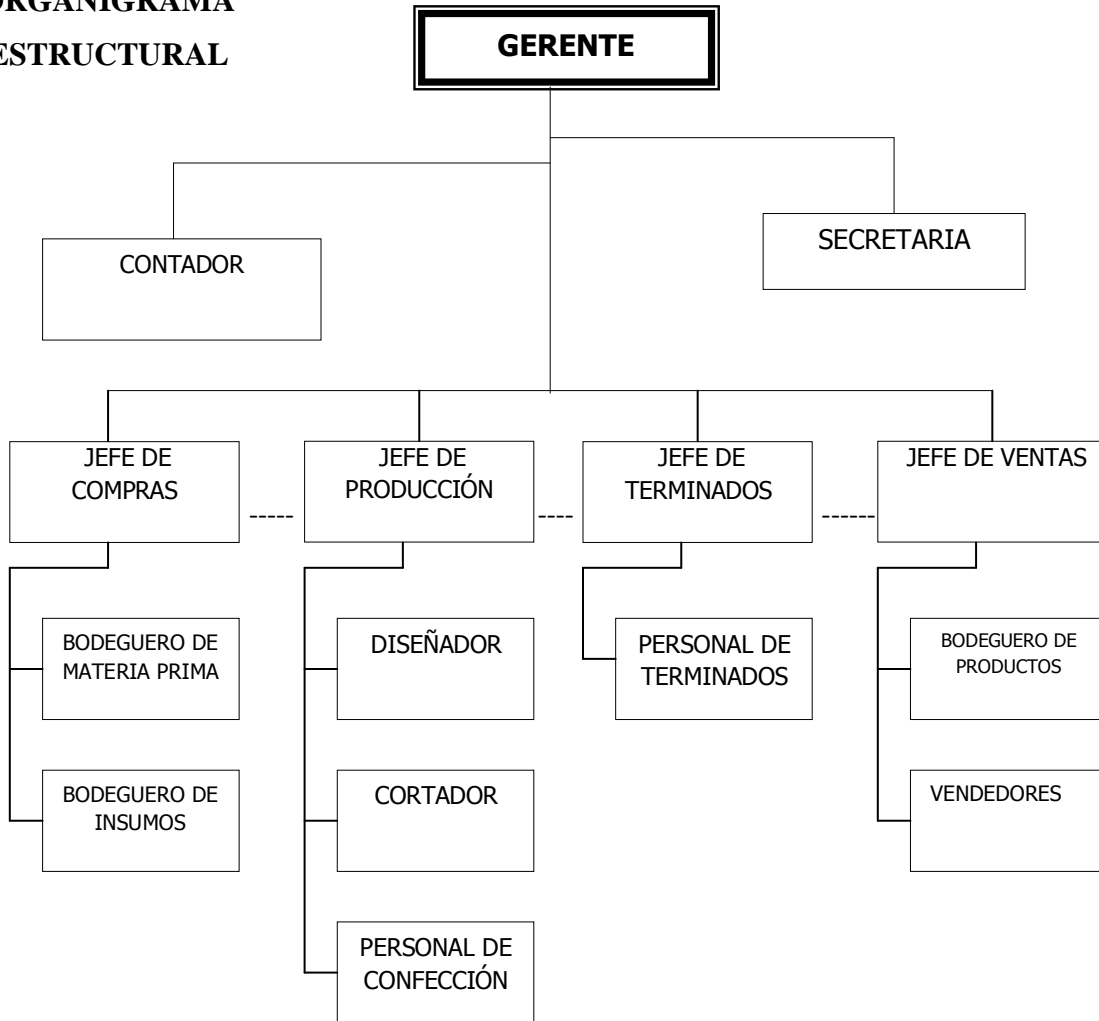 ORGANIGRAMA
ESTRUCTURAL
GERENTE
CONTADOR
SECRETARIA
JEFE DE
COMPRAS
JEFE DE
PRODUCCIÓN
JEFE DE
TERMINADOS
JEFE DE VENTAS
BODEGUERO DE
MATERIA PRIMA
DISEÑADOR
PERSONAL DE
TERMINADOS
BODEGUERO DE
PRODUCTOS
BODEGUERO DE
INSUMOS
CORTADOR
VENDEDORES
PERSONAL DE
CONFECCIÓN